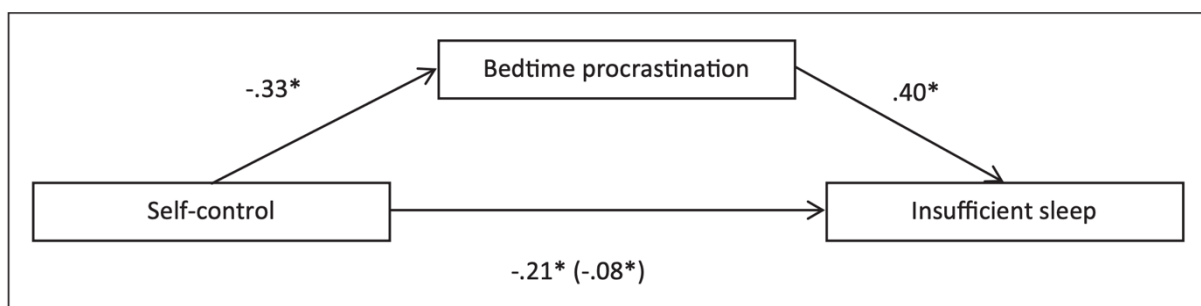 Bedtime procrastination
-.33*
.40*
Self-control
Insufficient sleep
-.21* (-.08*)